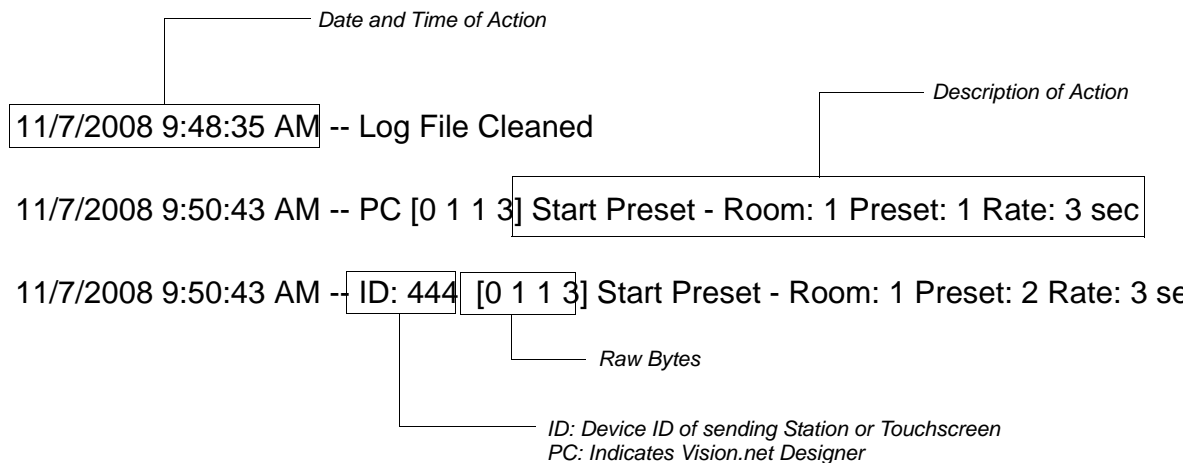 Date and Time of Action
Description of Action
11/7/2008 9:48:35 AM -- Log File Cleaned
11/7/2008 9:50:43 AM -- PC [0 1 1 3] Start Preset - Room: 1 Preset: 1 Rate: 3 sec
11/7/2008 9:50:43 AM -- ID: 444 [0 1 1 3] Start Preset - Room: 1 Preset: 2 Rate: 3 se
Raw Bytes
ID: Device ID of sending Station or Touchscreen
PC: Indicates Vision.net Designer